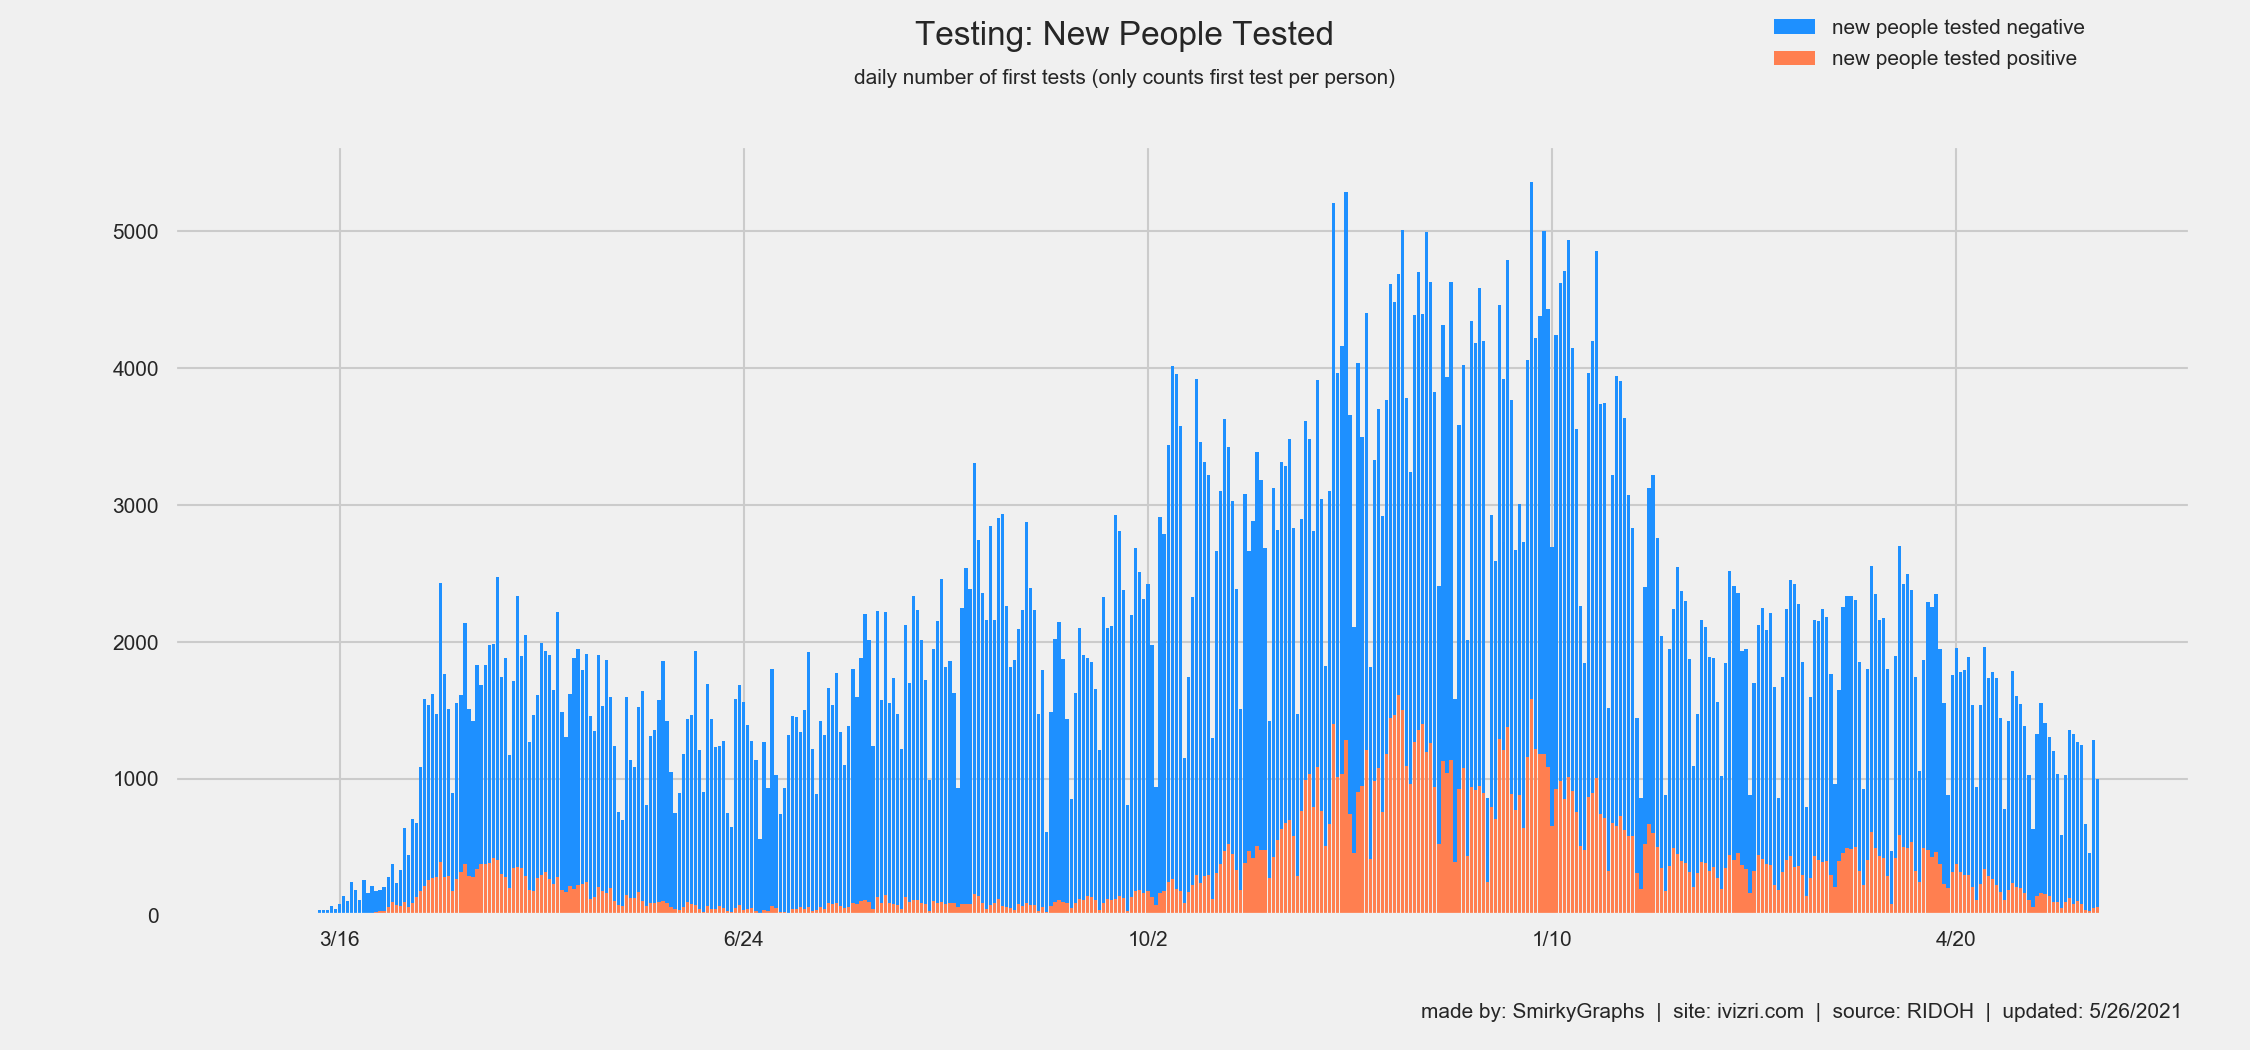 Testing: New People Tested
daily number of first tests (only counts first test per person)
new people tested negative
new people tested positive
5000
4000
3000
2000
1000
0
3/16 6/24 10/2 1/10 4/20
made by: SmirkyGraphs | site: ivizri.com | source: RIDOH | updated: 5/26/2021